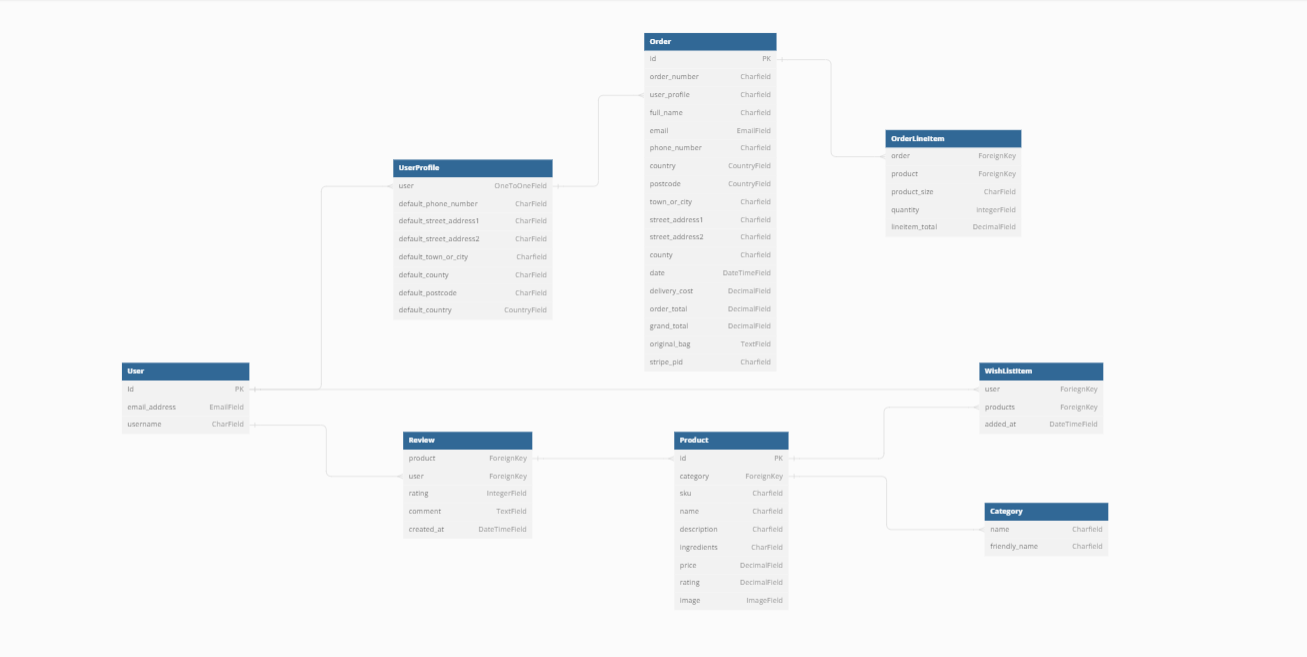 Order
id PK
order_number Charfield
user_profile Charfield
full_name Charfield
email EmailField
phone_number Charfield
country CountryField
postcode CountryField
town_or_city Charfield
street_address1 Charfield
street_address2 Charfield
county Charfield
date DateTimeField
delivery_cost DecimalField
order_total DecimalField
grand_total DecimalField
original_bag TextField
stripe_pid Charfield
OrderLineItem
order ForeignKey
product ForeignKey
product_size CharField
quantity IntegerField
lineitem_total DecimalField
UserProfile
user OneToOneField
default_phone_number CharField
default_street_address1 CharField
default_street_address2 CharField
default_town_or_city CharField
default_county CharField
default_postcode CharField
default_country CountryField
User
id PK
email_address EmailField
username CharField
WishListItem
user ForiegnKey
products ForeignKey
added_at DateTimeField
Review
product ForeignKey
user ForeignKey
rating IntegerField
comment TextField
created_at DateTimeField
Product
id PK
category ForeignKey
sku Charfield
name Charfield
description Charfield
ingredients CharField
price DecimalField
rating DecimalField
image ImageField
Category
name Charfield
friendly_name Charfield